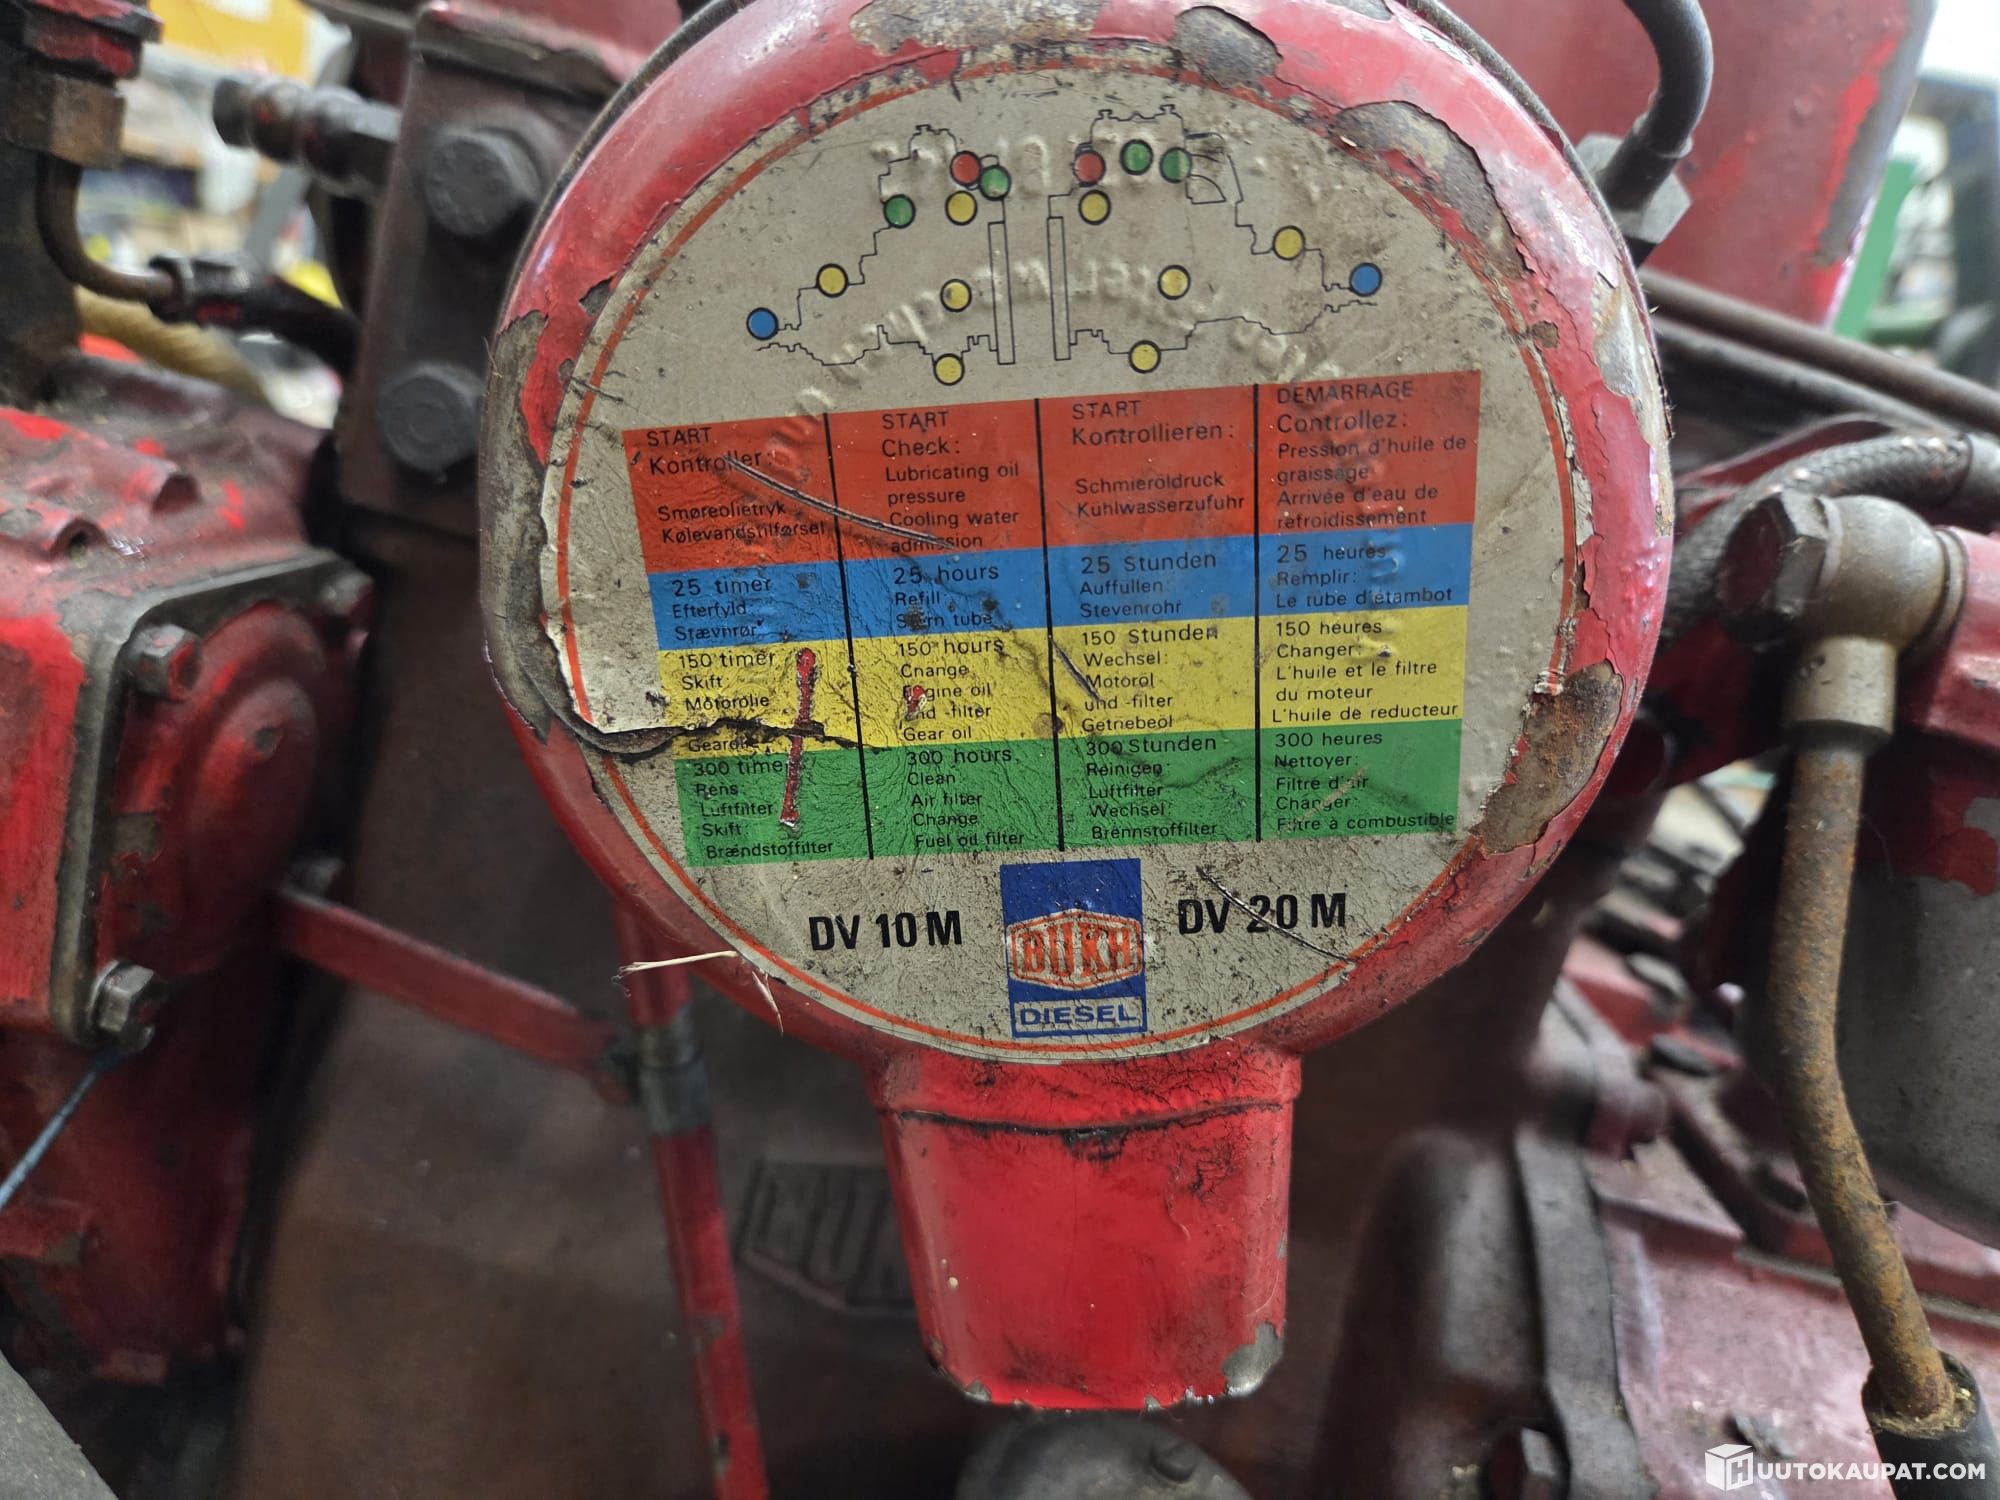 START
Kontroller:
Smøreolietryk
Kølevandstilførsel
25 timer
Efterfyld:
Stævnrør
150 timer
Skift:
Motorolie
300 timer
Rens:
Luftfilter
Skift:
Brændstoffilter
START
Check:
Lubricating oil
pressure
Cooling water
admission
25 hours
Refill:
Stern tube
150 hours
Change
Engine oil
und -filter
Gear oil
300 hours
Clean
Air filter
Change
Fuel oil filter
START
Kontrollieren:
Schmieröldruck
Kühlwasserzufuhr
25 Stunden
Auffüllen:
Stevenrohr
150 Stunden
Wechsel:
Motoröl
und -filter
Getriebeöl
300 Stunden
Reinigen:
Luftfilter
Wechsel:
Brennstoffilter
DÉMARRAGE
Controllez:
Pression d'huile de
graissage
Arrivée d'eau de
refroidissement
25 heures
Remplir:
Le tube d'étambot
150 heures
Changer:
L'huile et le filtre
du moteur
L'huile de reducteur
300 heures
Nettoyer:
Filtre d'air
Changer:
Filtre à combustible
DV 10 M
BUKH
DIESEL
DV 20 M
BUKH
HUUTOKAUPAT.COM